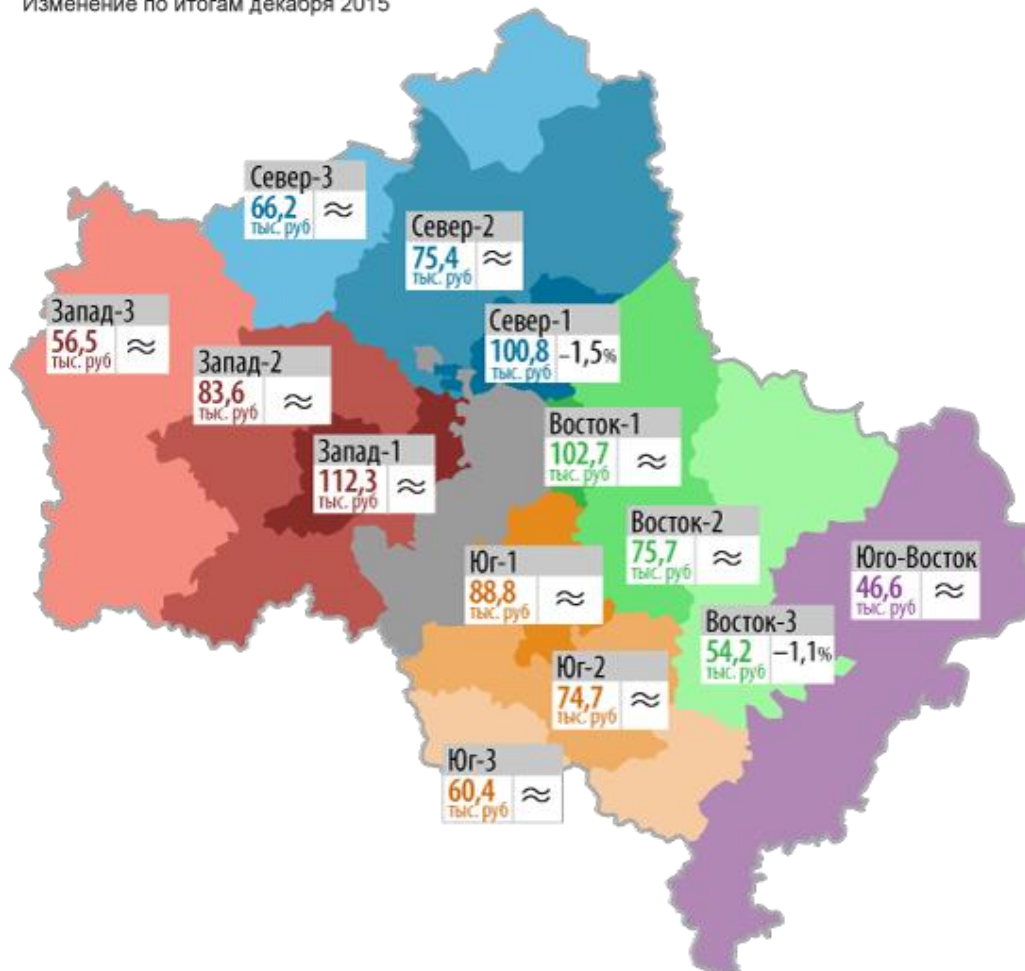 Изменение по итогам декабря 2015
Север-3
66,2 ≈
тыс. руб
Север-2
75,4 ≈
тыс. руб
Север-1
100,8 –1,5%
тыс. руб
Запад-3
56,5 ≈
тыс. руб
Запад-2
83,6 ≈
тыс. руб
Запад-1
112,3 ≈
тыс. руб
Восток-1
102,7 ≈
тыс. руб
Восток-2
75,7 ≈
тыс. руб
Юг-1
88,8 ≈
тыс. руб
Юго-Восток
46,6 ≈
тыс. руб
Восток-3
54,2 –1,1%
тыс. руб
Юг-2
74,7 ≈
тыс. руб
Юг-3
60,4 ≈
тыс. руб